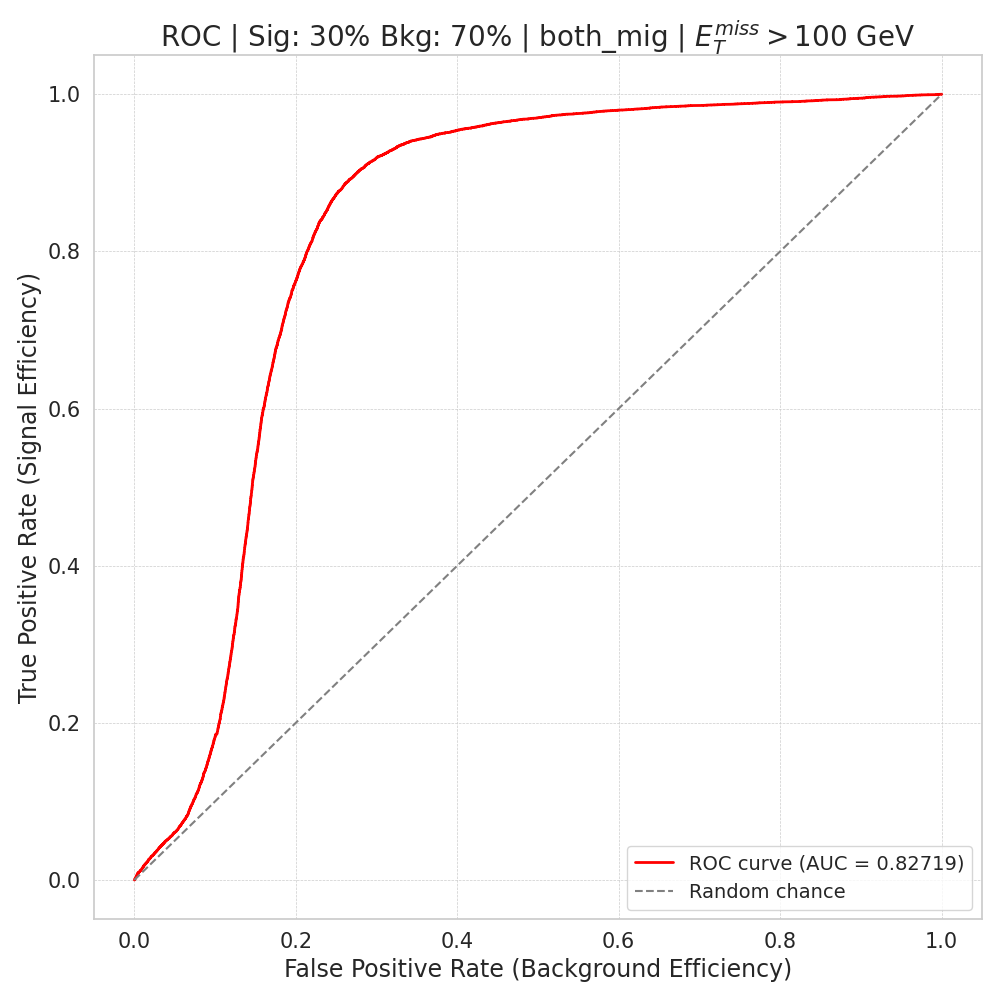 ROC | Sig: 30% Bkg: 70% | both_mig | $E_T^{miss}$ > 100 GeV
True Positive Rate (Signal Efficiency)
1.0
0.8
0.6
0.4
0.2
0.0
ROC curve (AUC = 0.82719)
Random chance
0.0 0.2 0.4 0.6 0.8 1.0
False Positive Rate (Background Efficiency)